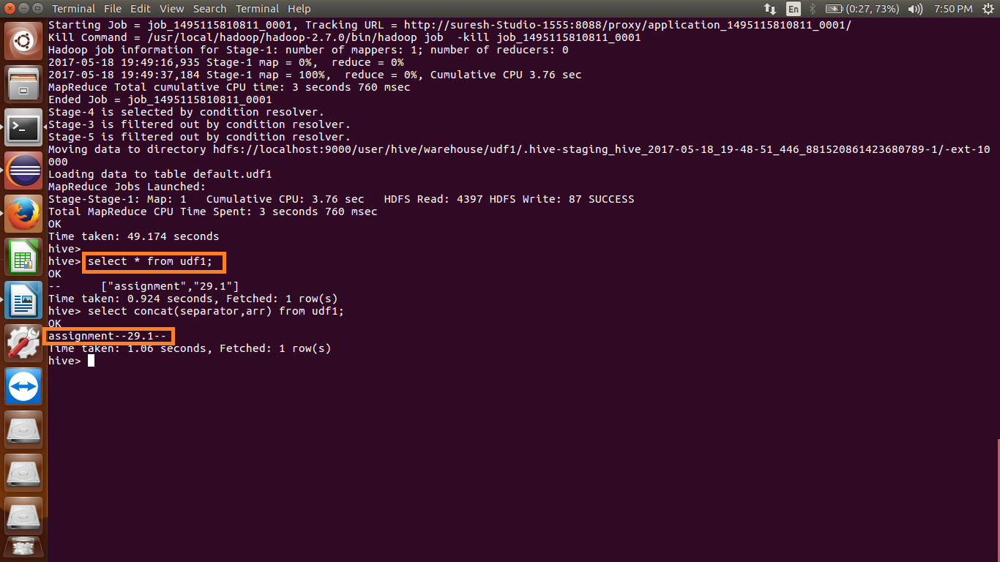 Terminal File Edit View Search Terminal Help En (0:27, 73%) 7:50 PM
Starting Job = job_1495115810811_0001, Tracking URL = http://suresh-Studio-1555:8088/proxy/application_1495115810811_0001/
Kill Command = /usr/local/hadoop/hadoop-2.7.0/bin/hadoop job  -kill job_1495115810811_0001
Hadoop job information for Stage-1: number of mappers: 1; number of reducers: 0
2017-05-18 19:49:16,935 Stage-1 map = 0%,  reduce = 0%
2017-05-18 19:49:37,184 Stage-1 map = 100%,  reduce = 0%, Cumulative CPU 3.76 sec
MapReduce Total cumulative CPU time: 3 seconds 760 msec
Ended Job = job_1495115810811_0001
Stage-4 is selected by condition resolver.
Stage-3 is filtered out by condition resolver.
Stage-5 is filtered out by condition resolver.
Moving data to directory hdfs://localhost:9000/user/hive/warehouse/udf1/.hive-staging_hive_2017-05-18_19-48-51_446_881520861423680789-1/-ext-10
000
Loading data to table default.udf1
MapReduce Jobs Launched:
Stage-Stage-1: Map: 1   Cumulative CPU: 3.76 sec   HDFS Read: 4397 HDFS Write: 87 SUCCESS
Total MapReduce CPU Time Spent: 3 seconds 760 msec
OK
Time taken: 49.174 seconds
hive>
hive> select * from udf1;
OK
--      ["assignment","29.1"]
Time taken: 0.924 seconds, Fetched: 1 row(s)
hive> select concat(separator,arr) from udf1;
OK
assignment--29.1--
Time taken: 1.06 seconds, Fetched: 1 row(s)
hive>